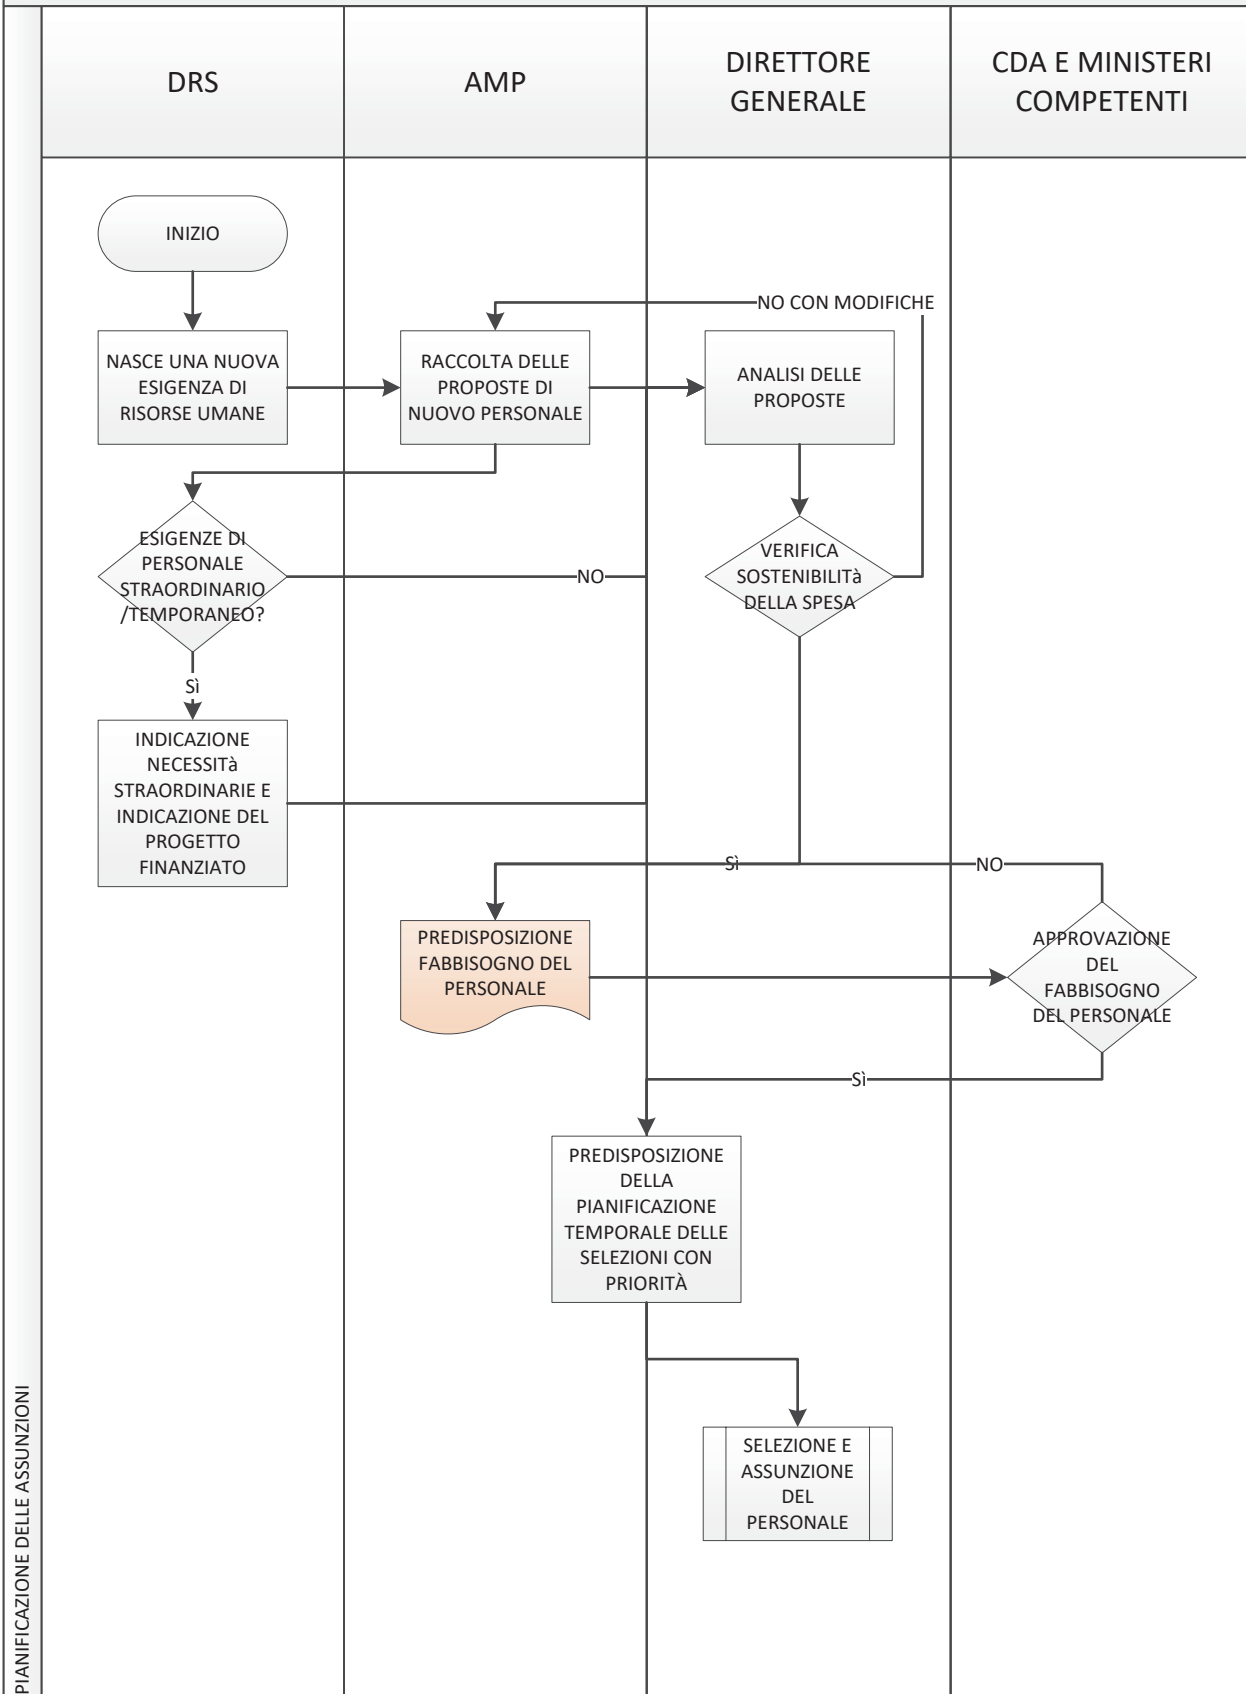 DRS
AMP
DIRETTORE
GENERALE
CDA E MINISTERI
COMPETENTI
INIZIO
NO CON MODIFICHE
NASCE UNA NUOVA
ESIGENZA DI
RISORSE UMANE
RACCOLTA DELLE
PROPOSTE DI
NUOVO PERSONALE
ANALISI DELLE
PROPOSTE
ESIGENZE DI
PERSONALE
STRAORDINARIO
/TEMPORANEO?
NO
VERIFICA
SOSTENIBILITà
DELLA SPESA
Sì
INDICAZIONE
NECESSITà
STRAORDINARIE E
INDICAZIONE DEL
PROGETTO
FINANZIATO
Sì
NO
PREDISPOSIZIONE
FABBISOGNO DEL
PERSONALE
APPROVAZIONE
DEL
FABBISOGNO
DEL PERSONALE
Sì
PREDISPOSIZIONE
DELLA
PIANIFICAZIONE
TEMPORALE DELLE
SELEZIONI CON
PRIORITÀ
SELEZIONE E
ASSUNZIONE
DEL
PERSONALE
PIANIFICAZIONE DELLE ASSUNZIONI